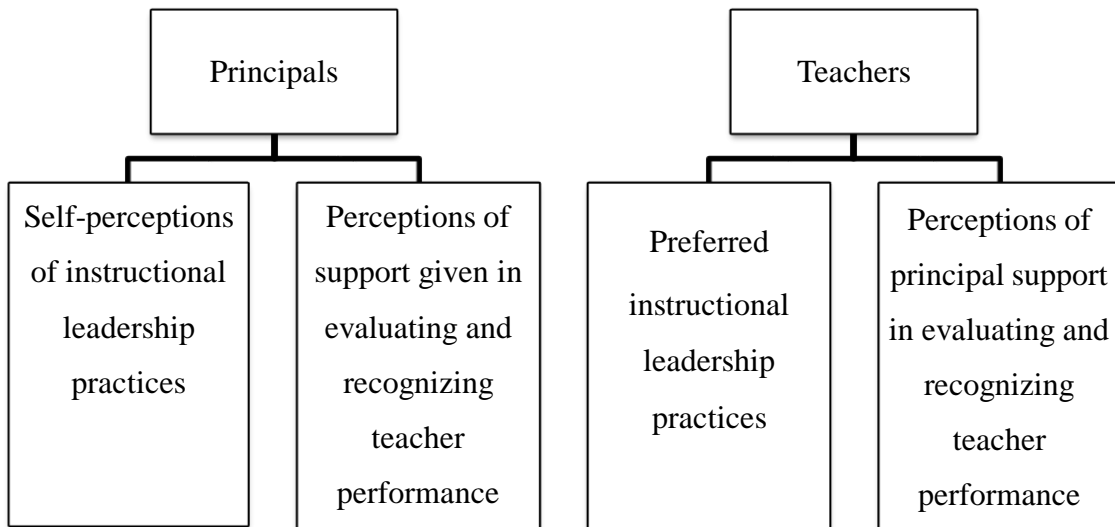 Principals
Teachers
Self-perceptions
of instructional
leadership
practices
Perceptions of
support given in
evaluating and
recognizing
teacher
performance
Preferred
instructional
leadership
practices
Perceptions of
principal support
in evaluating and
recognizing
teacher
performance